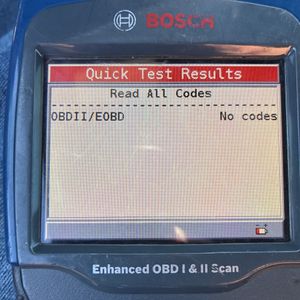 BOSCH
Quick Test Results
Read All Codes
OBDII/EOBD No codes
Enhanced OBD I & II Scan